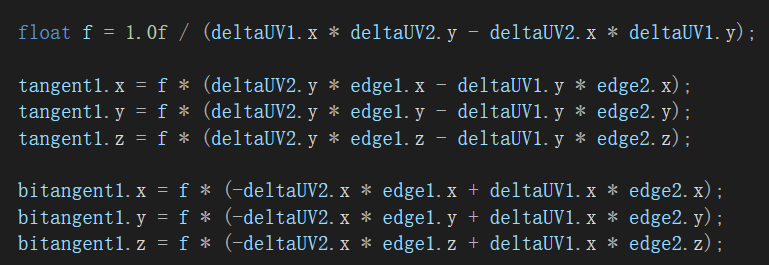 float f = 1.0f / (deltaUV1.x * deltaUV2.y - deltaUV2.x * deltaUV1.y);
tangent1.x = f * (deltaUV2.y * edge1.x - deltaUV1.y * edge2.x);
tangent1.y = f * (deltaUV2.y * edge1.y - deltaUV1.y * edge2.y);
tangent1.z = f * (deltaUV2.y * edge1.z - deltaUV1.y * edge2.z);
bitangent1.x = f * (-deltaUV2.x * edge1.x + deltaUV1.x * edge2.x);
bitangent1.y = f * (-deltaUV2.x * edge1.y + deltaUV1.x * edge2.y);
bitangent1.z = f * (-deltaUV2.x * edge1.z + deltaUV1.x * edge2.z);